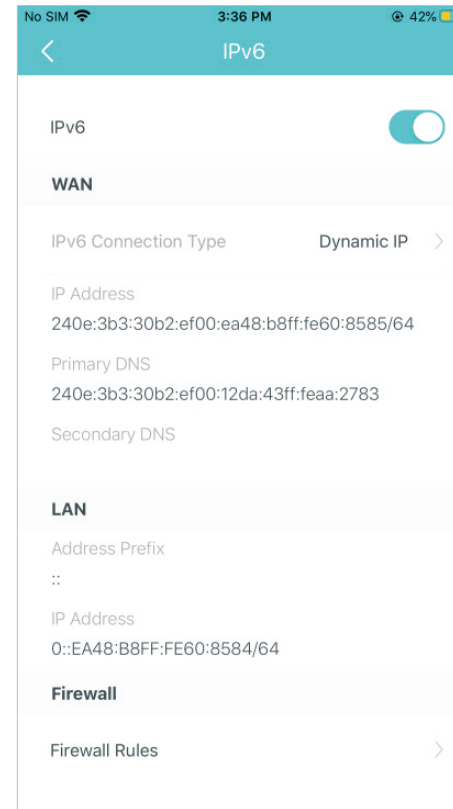 No SIM 3:36 PM 42%
IPv6
IPv6
WAN
IPv6 Connection Type Dynamic IP
IP Address
240e:3b3:30b2:ef00:ea48:b8ff:fe60:8585/64
Primary DNS
240e:3b3:30b2:ef00:12da:43ff:feaa:2783
Secondary DNS
LAN
Address Prefix
::
IP Address
0::EA48:B8FF:FE60:8584/64
Firewall
Firewall Rules